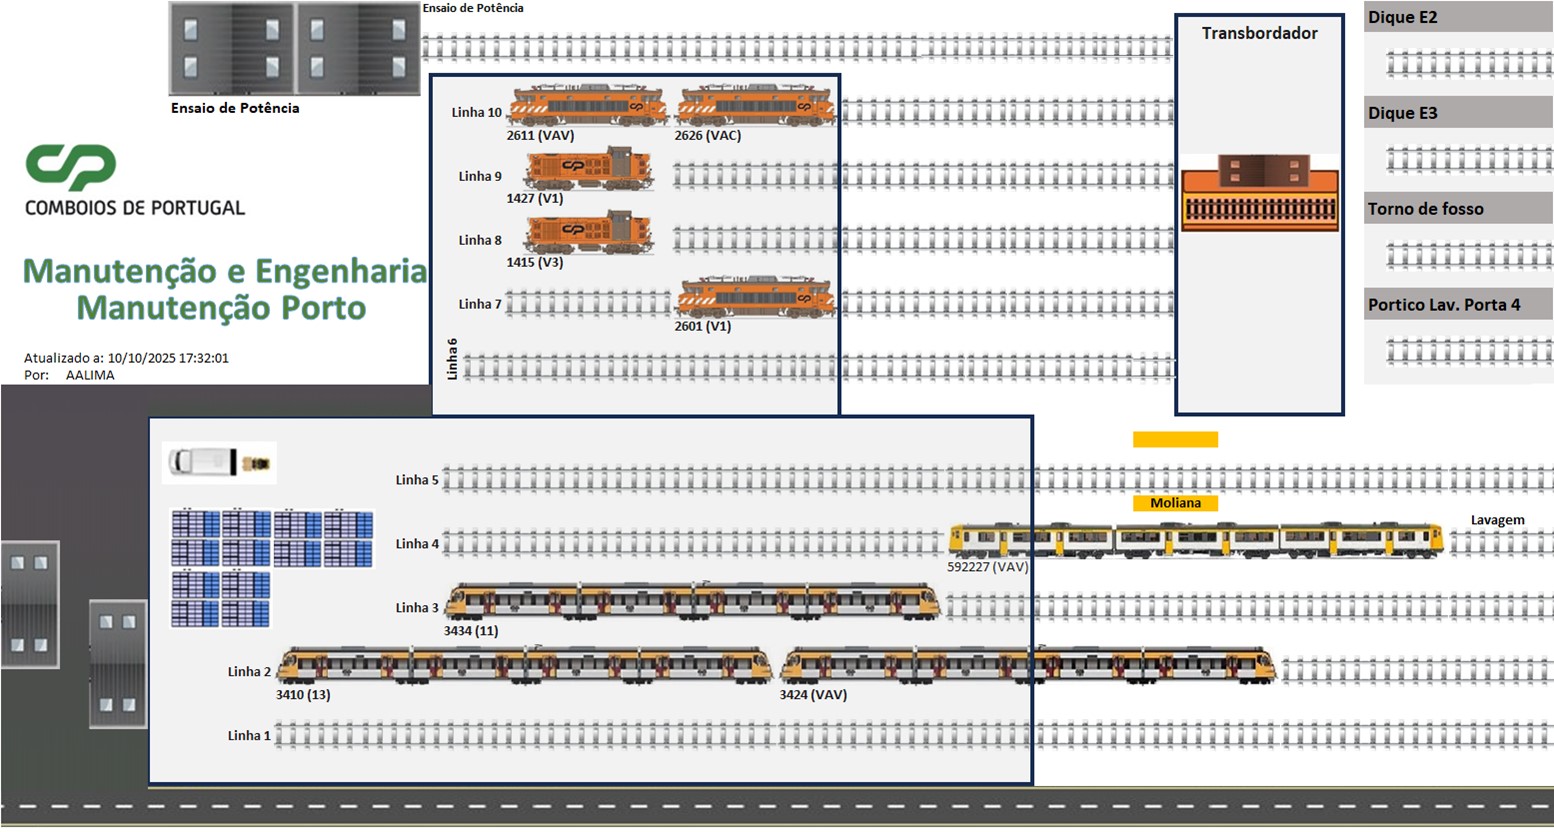 Ensaio de Potência
Transbordador
Dique E2
Ensaio de Potência
Linha 10
2611 (VAV)
2626 (VAC)
Dique E3
CP
COMBOIOS DE PORTUGAL
Linha 9
1427 (V1)
Torno de fosso
Linha 8
1415 (V3)
Manutenção e Engenharia
Manutenção Porto
Linha 7
2601 (V1)
Portico Lav. Porta 4
Linha6
Atualizado a: 10/10/2025 17:32:01
Por: AALIMA
Linha 5
Moliana
Lavagem
Linha 4
592227 (VAV)
Linha 3
3434 (11)
Linha 2
3410 (13)
3424 (VAV)
Linha 1